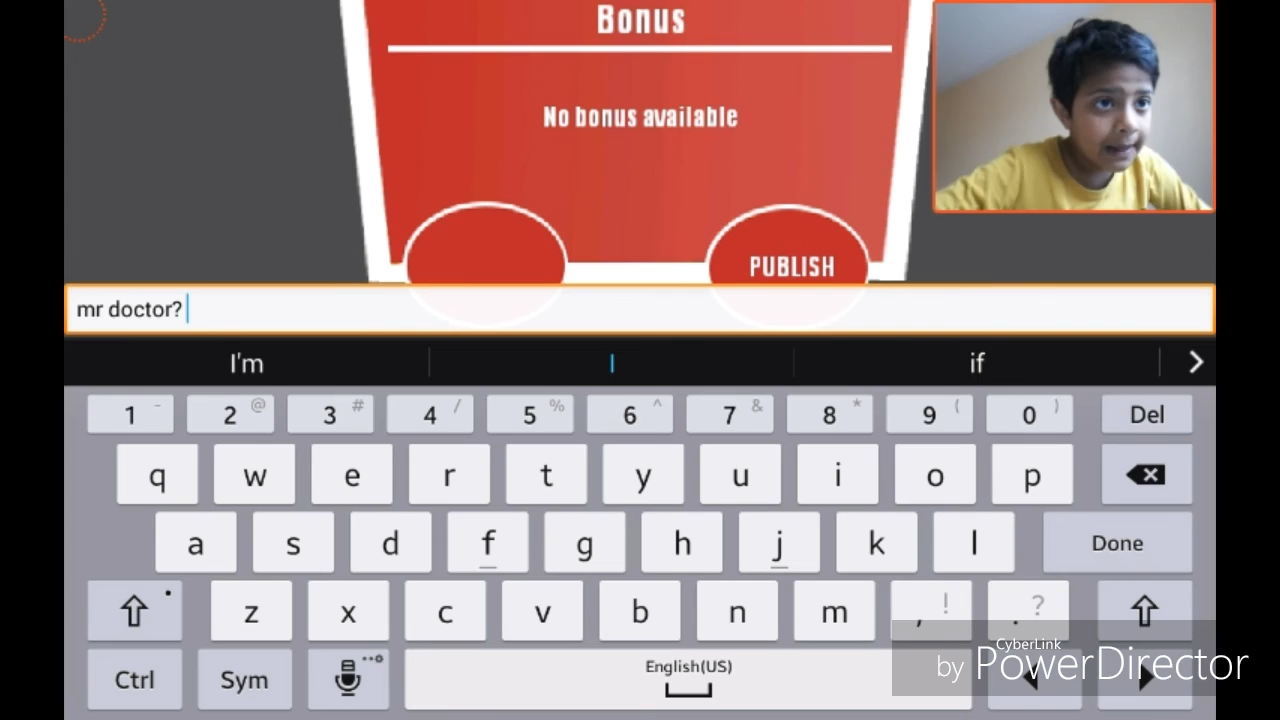 Bonus
No bonus available
PUBLISH
mr doctor?
I'm I if
1 - 2 @ 3 # 4 / 5 % 6 ^ 7 & 8 * 9 ( 0 ) Del
q w e r t y u i o p
a s d f g h j k l Done
z x c v b n m , ! . ?
Ctrl Sym English(US)
CyberLink
by PowerDirector